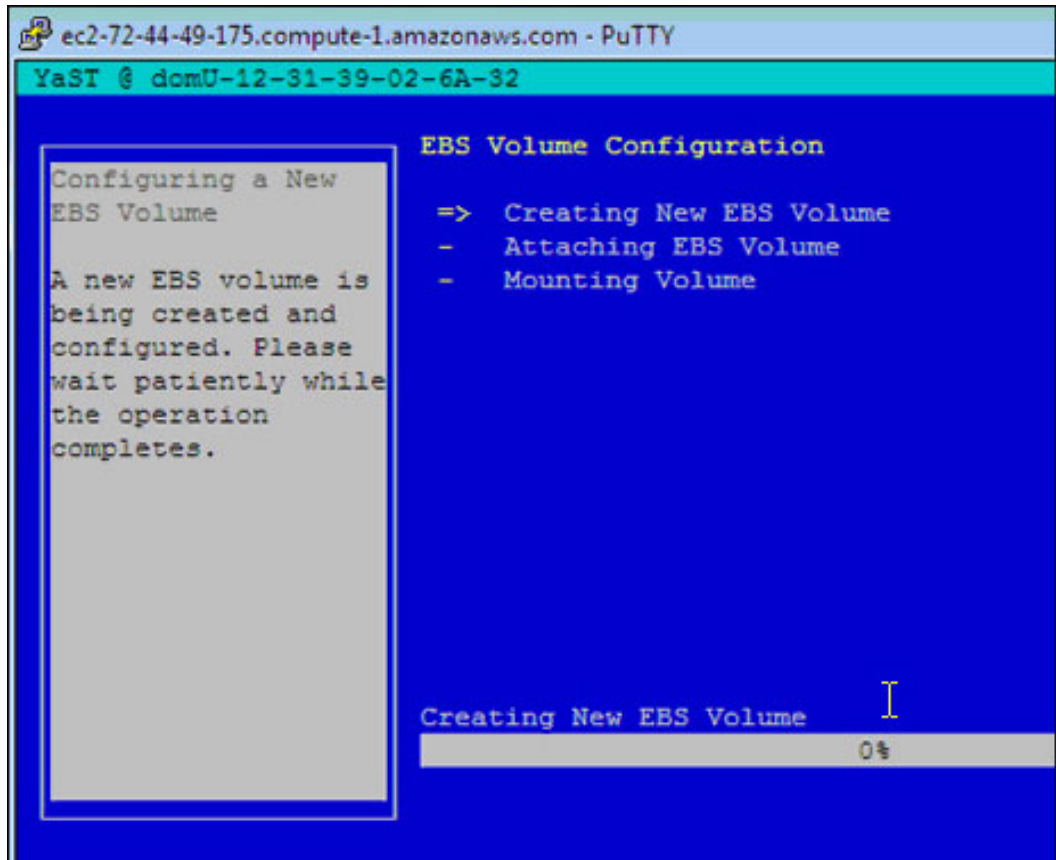 ec2-72-44-49-175.compute-1.amazonaws.com - PuTTY
YaST @ domU-12-31-39-02-6A-32
Configuring a New
EBS Volume
A new EBS volume is
being created and
configured. Please
wait patiently while
the operation
completes.
EBS Volume Configuration
=> Creating New EBS Volume
- Attaching EBS Volume
- Mounting Volume
Creating New EBS Volume
0%